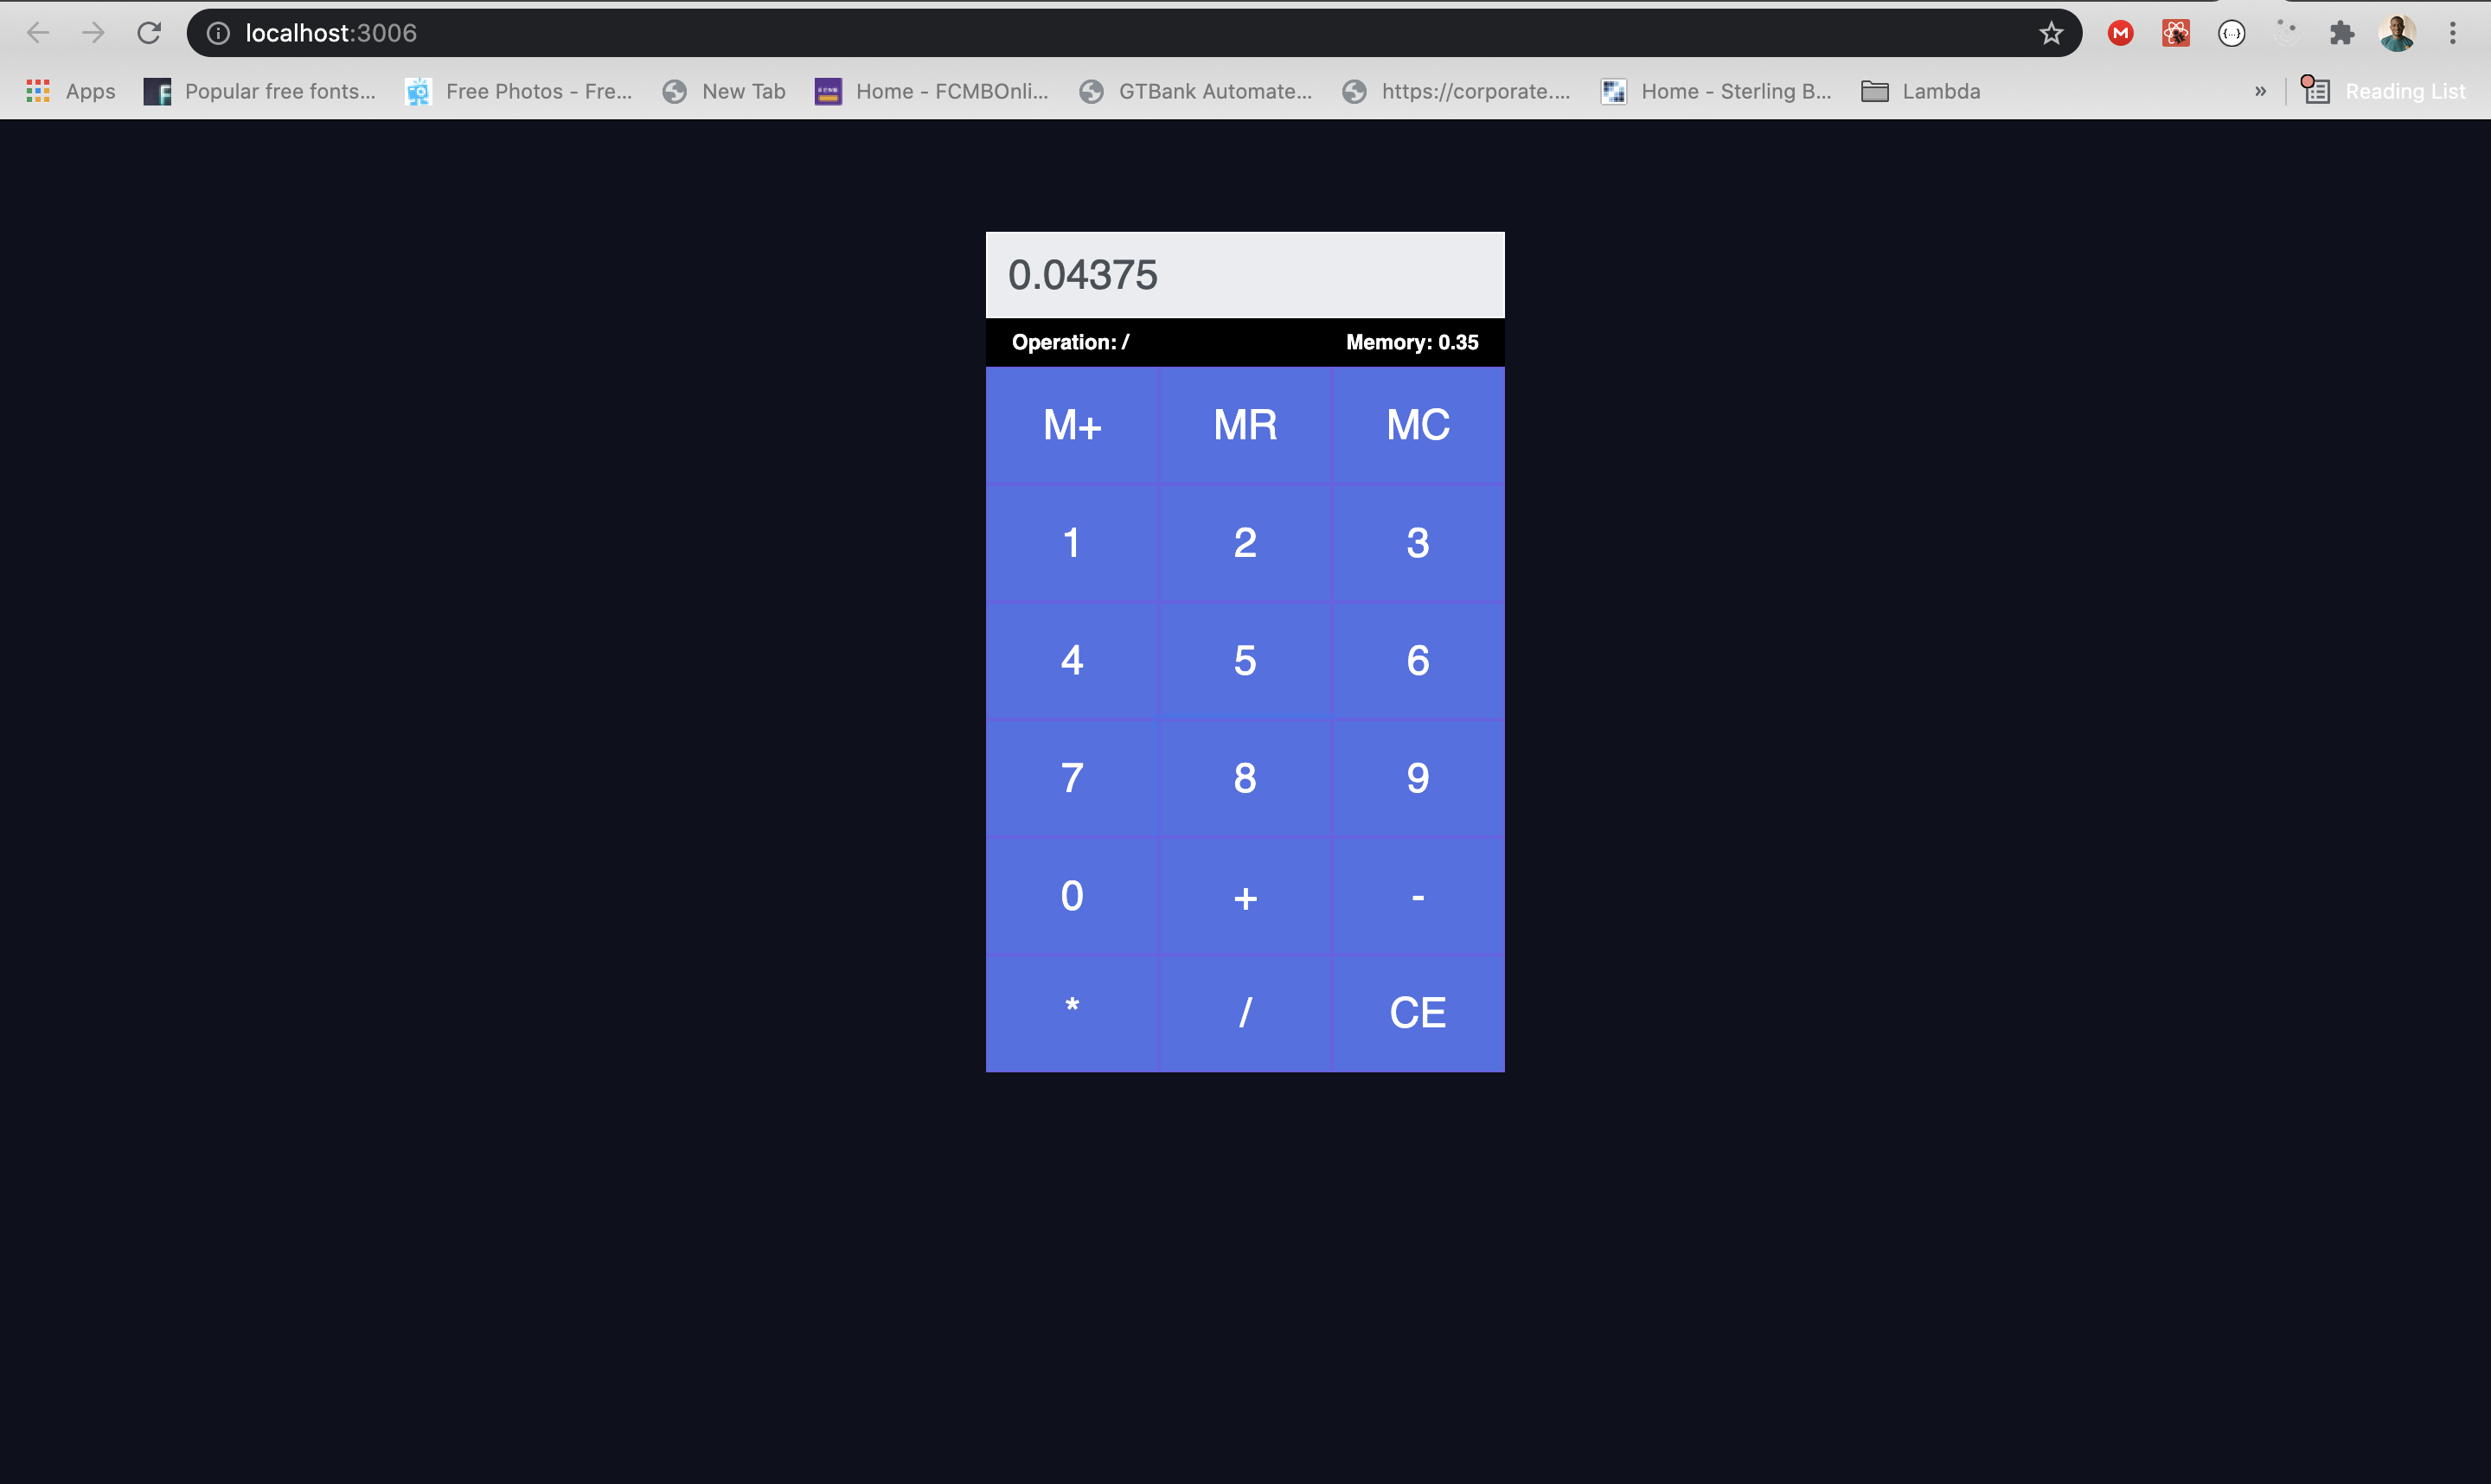 localhost:3006
Apps Popular free fonts... Free Photos - Fre... New Tab Home - FCMBOnli... GTBank Automate... https://corporate.... Home - Sterling B... Lambda » Reading List
0.04375
Operation: / Memory: 0.35
M+ MR MC
1 2 3
4 5 6
7 8 9
0 + -
* / CE